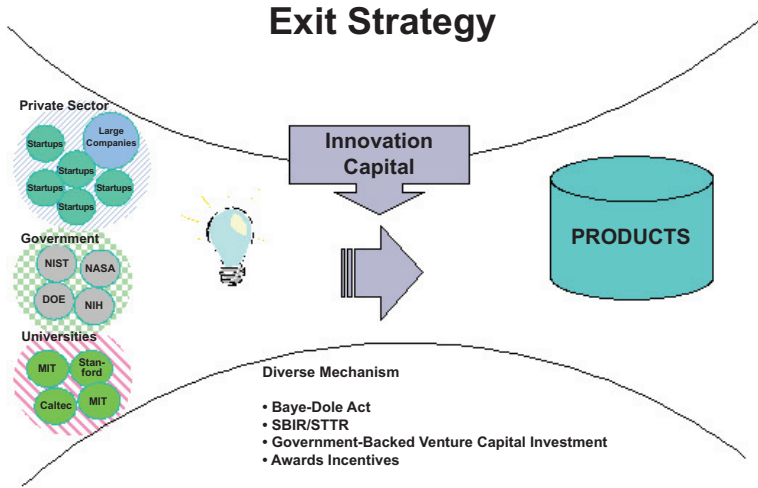 Exit Strategy
Private Sector
Large
Companies
Startups
Startups
Startups
Startups
Startups
Government
NIST
NASA
DOE
NIH
Universities
MIT
Stan-
ford
Caltec
MIT
Innovation
Capital
PRODUCTS
Diverse Mechanism
• Baye-Dole Act
• SBIR/STTR
• Government-Backed Venture Capital Investment
• Awards Incentives